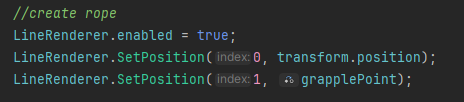 //create rope
LineRenderer.enabled = true;
LineRenderer.SetPosition(index: 0, transform.position);
LineRenderer.SetPosition(index: 1, grapplePoint);